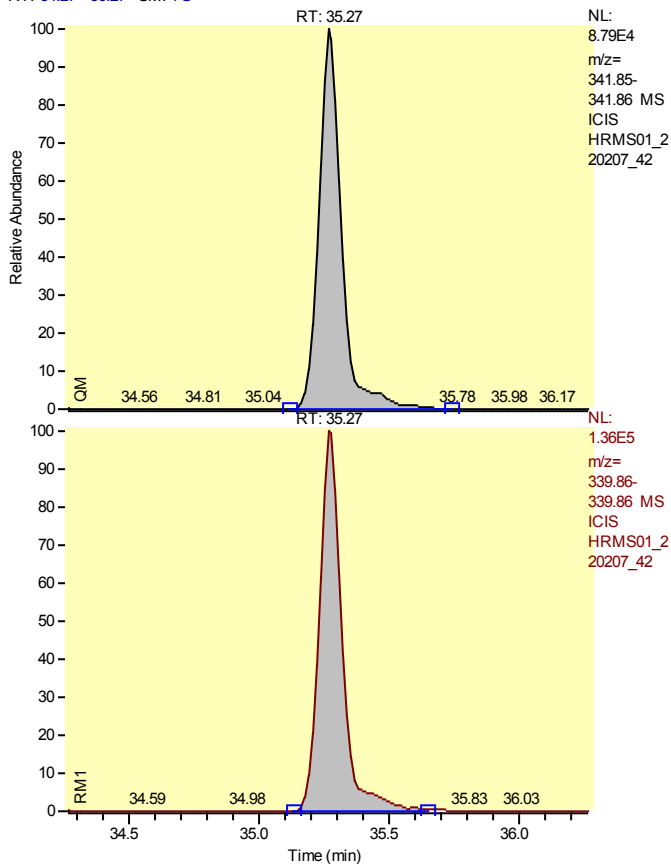 RT: 35.27
NL:
8.79E4
m/z=
341.85-
341.86 MS
ICIS
HRMS01_2
20207_42
100
90
80
70
60
50
40
30
20
10
0
Relative Abundance
QM
34.56 34.81 35.04 35.78 35.98 36.17
RT: 35.27
NL:
1.36E5
m/z=
339.86-
339.86 MS
ICIS
HRMS01_2
20207_42
100
90
80
70
60
50
40
30
20
10
0
RM1
34.59 34.98 35.83 36.03
34.5 35.0 35.5 36.0
Time (min)